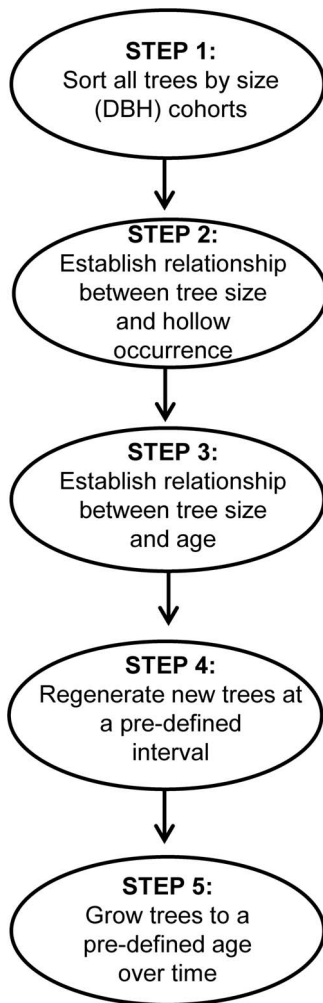 STEP 1:
Sort all trees by size
(DBH) cohorts
STEP 2:
Establish relationship
between tree size
and hollow
occurrence
STEP 3:
Establish relationship
between tree size
and age
STEP 4:
Regenerate new trees at
a pre-defined
interval
STEP 5:
Grow trees to a
pre-defined age
over time